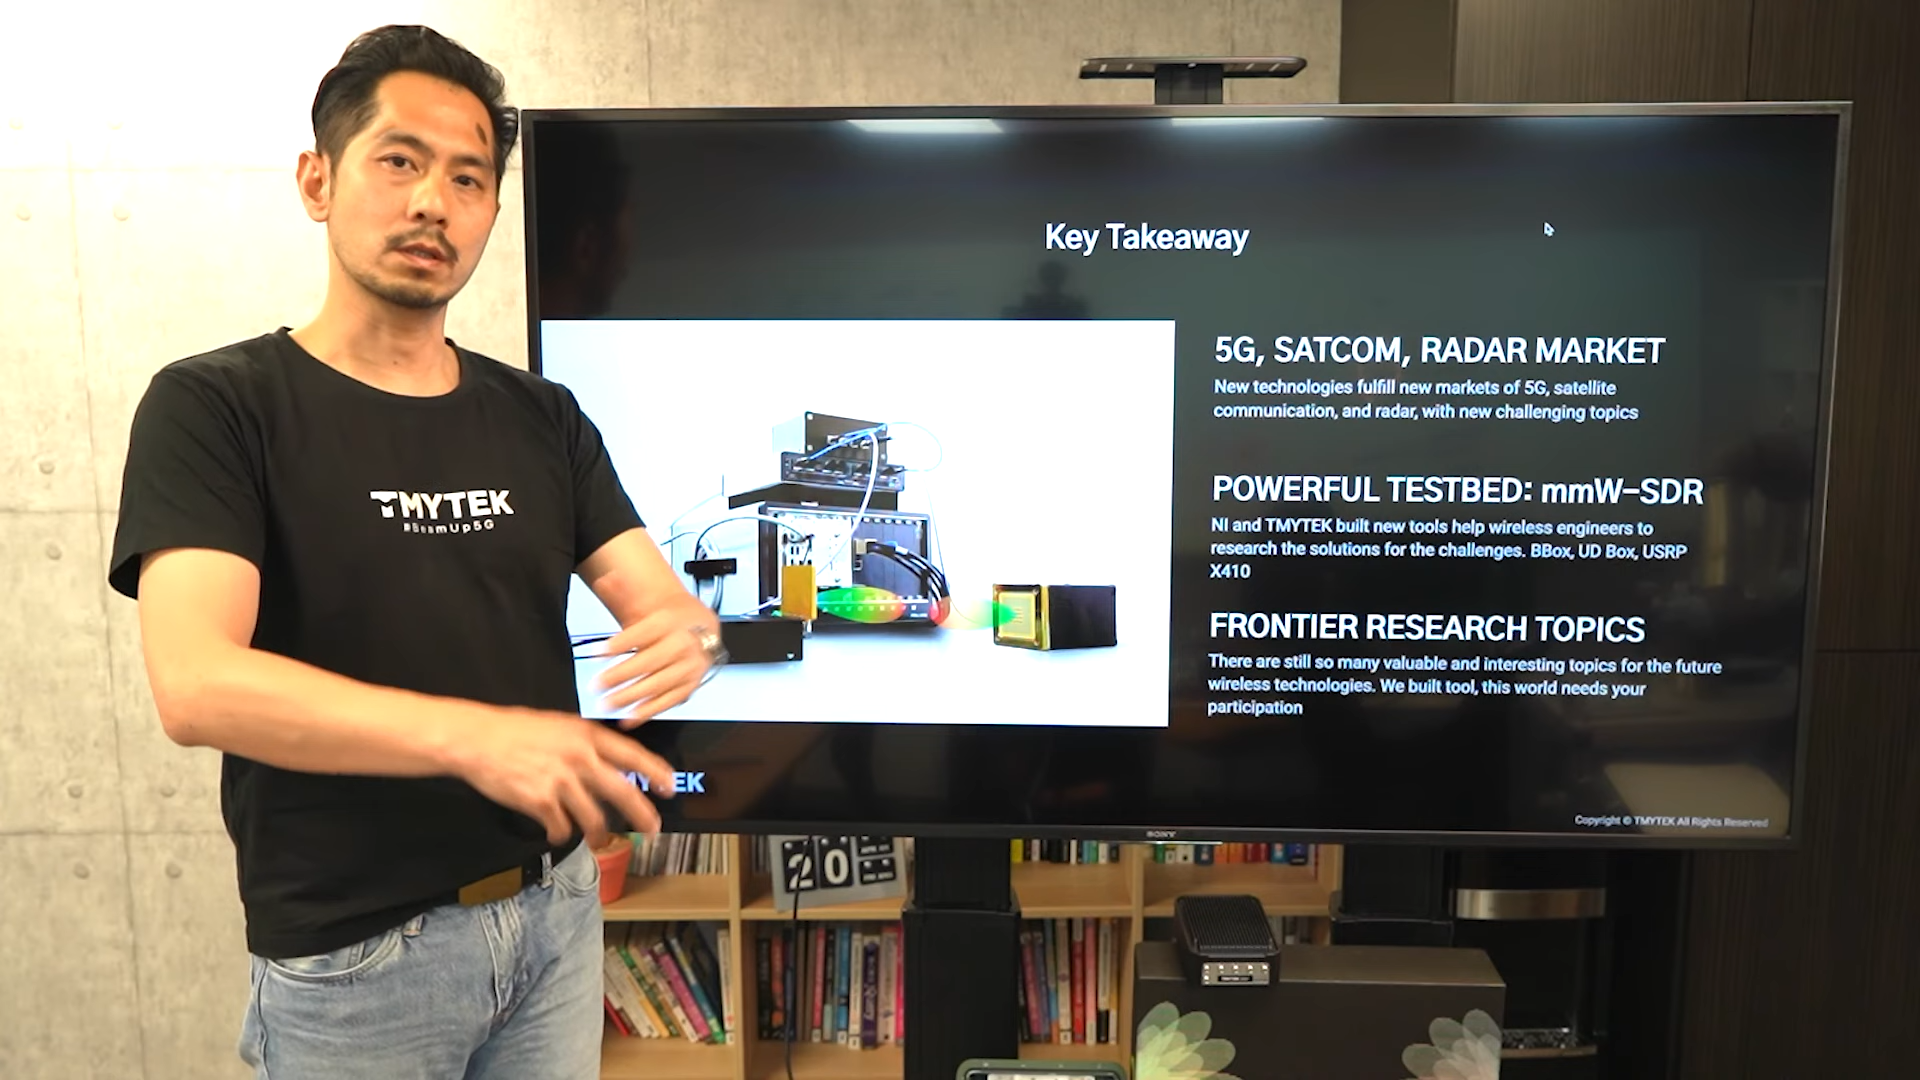 Key Takeaway
5G, SATCOM, RADAR MARKET
New technologies fulfill new markets of 5G, satellite
communication, and radar, with new challenging topics
POWERFUL TESTBED: mmW-SDR
NI and TMYTEK built new tools help wireless engineers to
research the solutions for the challenges. BBox, UD Box, USRP
X410
FRONTIER RESEARCH TOPICS
There are still so many valuable and interesting topics for the future
wireless technologies. We built tool, this world needs your
participation
TMYTEK
#BeamUp5G
Copyright © TMYTEK All Rights Reserved
SONY
20